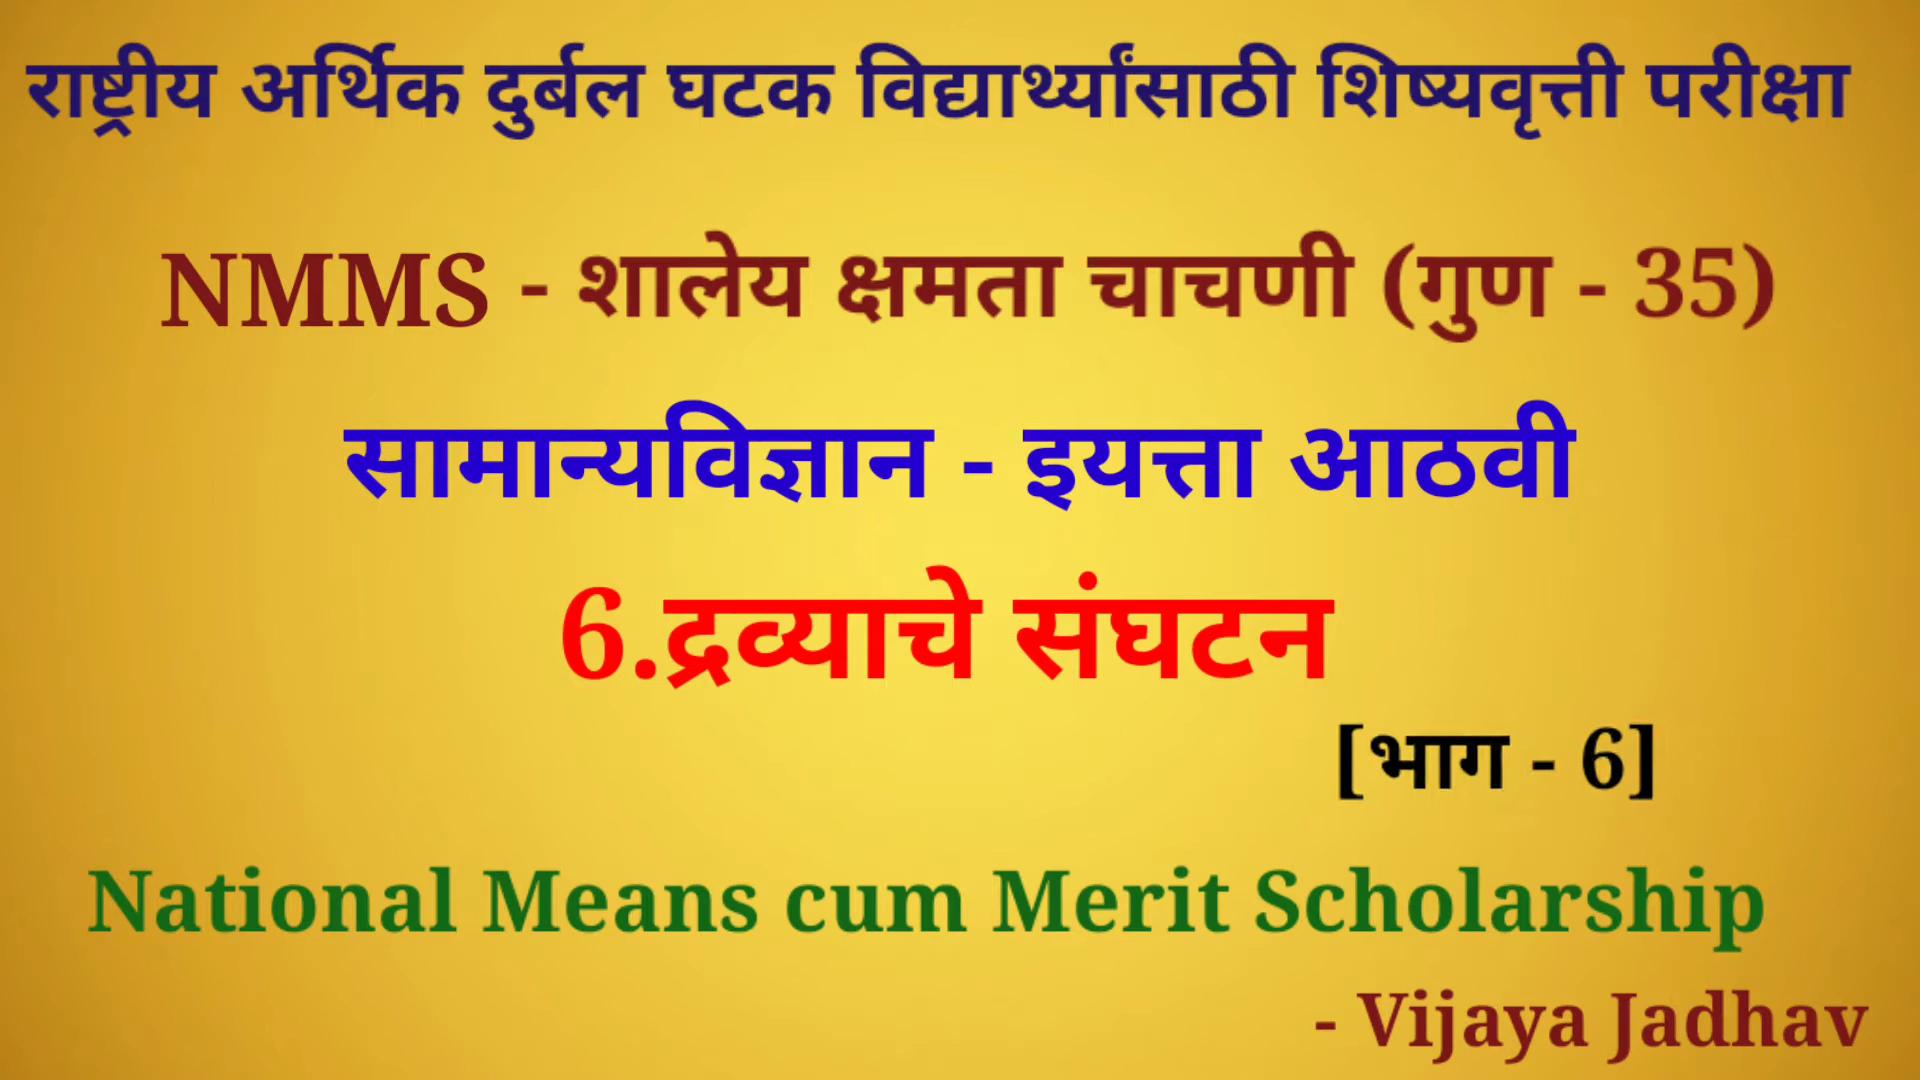 राष्ट्रीय अर्थिक दुर्बल घटक विद्यार्थ्यांसाठी शिष्यवृत्ती परीक्षा
NMMS - शालेय क्षमता चाचणी (गुण - 35)
सामान्यविज्ञान - इयत्ता आठवी
6.द्रव्याचे संघटन
[भाग - 6]
National Means cum Merit Scholarship
- Vijaya Jadhav